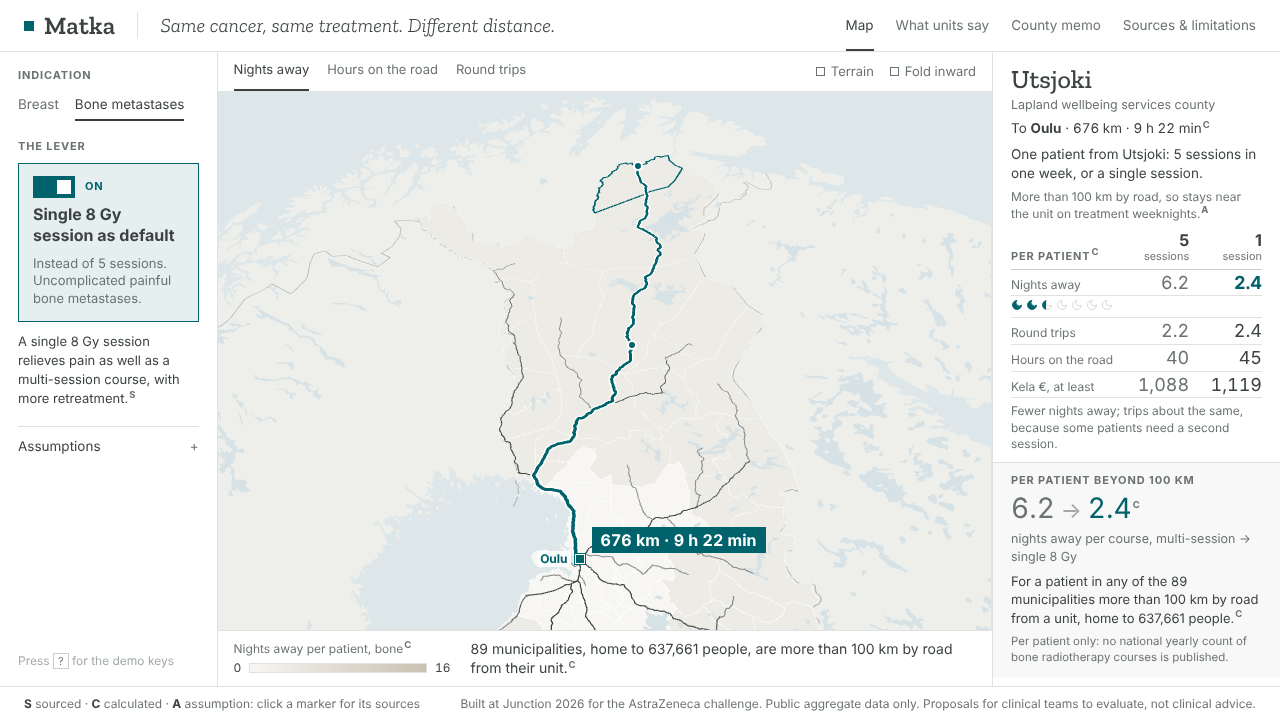 Matka
Same cancer, same treatment. Different distance.
Map
What units say
County memo
Sources & limitations
INDICATION
Breast
Bone metastases
THE LEVER
ON
Single 8 Gy
session as default
Instead of 5 sessions.
Uncomplicated painful
bone metastases.
A single 8 Gy session
relieves pain as well as a
multi-session course, with
more retreatment.S
Assumptions +
Press ? for the demo keys
Nights away
Hours on the road
Round trips
Terrain
Fold inward
676 km · 9 h 22 min
Oulu
Nights away per patient, boneC
0 16
89 municipalities, home to 637,661 people, are more than 100 km by road
from their unit.C
Utsjoki
Lapland wellbeing services county
To Oulu · 676 km · 9 h 22 minC
One patient from Utsjoki: 5 sessions in
one week, or a single session.
More than 100 km by road, so stays near
the unit on treatment weeknights.A
PER PATIENTC 5 sessions 1 session
Nights away 6.2 2.4
Round trips 2.2 2.4
Hours on the road 40 45
Kela €, at least 1,088 1,119
Fewer nights away; trips about the same,
because some patients need a second
session.
PER PATIENT BEYOND 100 KM
6.2 → 2.4C
nights away per course, multi-session →
single 8 Gy
For a patient in any of the 89
municipalities more than 100 km by road
from a unit, home to 637,661 people.C
Per patient only: no national yearly count of
bone radiotherapy courses is published.
S sourced · C calculated · A assumption: click a marker for its sources
Built at Junction 2026 for the AstraZeneca challenge. Public aggregate data only. Proposals for clinical teams to evaluate, not clinical advice.